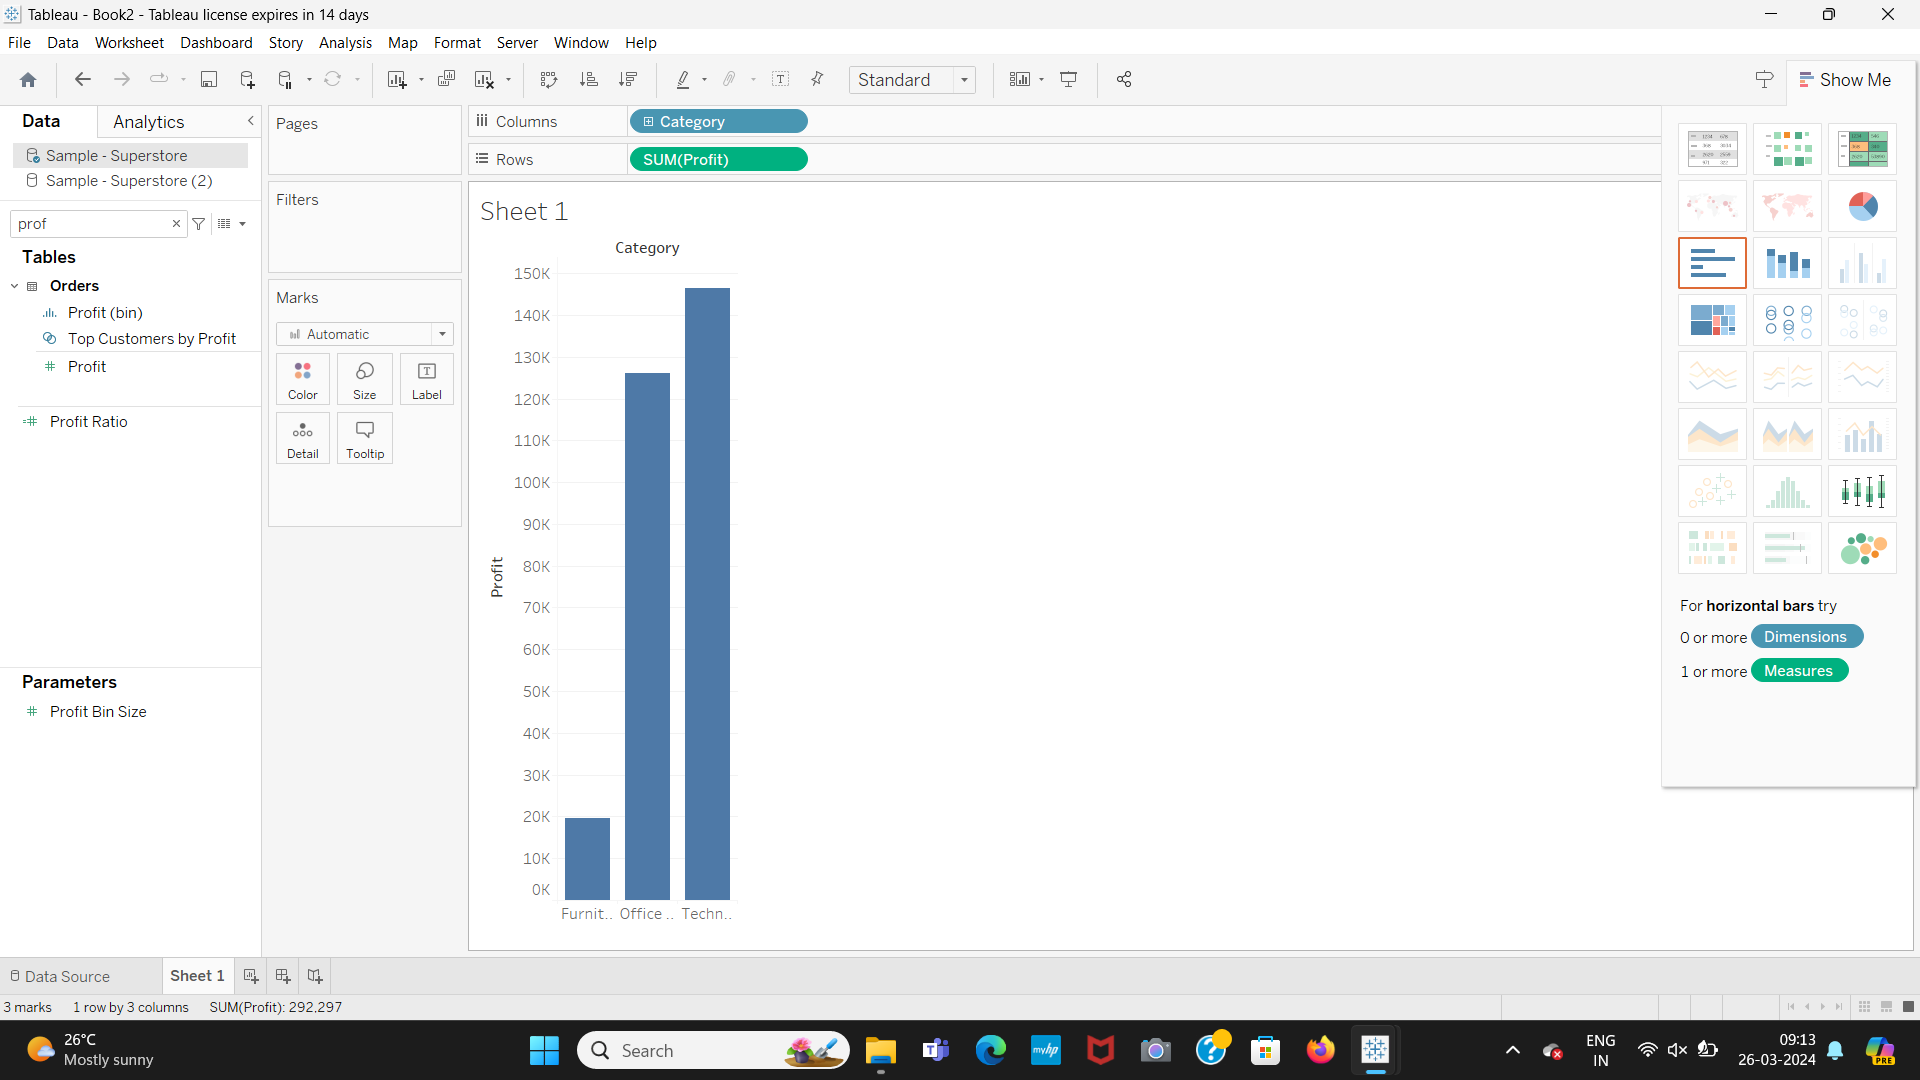 Tableau - Book2 - Tableau license expires in 14 days
File Data Worksheet Dashboard Story Analysis Map Format Server Window Help
Standard
Show Me
Data
Analytics
Sample - Superstore
Sample - Superstore (2)
prof
Tables
Orders
Profit (bin)
Top Customers by Profit
Profit
Profit Ratio
Parameters
Profit Bin Size
Pages
Filters
Marks
Automatic
Color
Size
Label
Detail
Tooltip
Columns
Category
Rows
SUM(Profit)
Sheet 1
Category
150K
140K
130K
120K
110K
100K
90K
80K
70K
60K
50K
40K
30K
20K
10K
0K
Profit
Furnit..
Office ..
Techn..
For horizontal bars try
0 or more Dimensions
1 or more Measures
Data Source
Sheet 1
3 marks
1 row by 3 columns
SUM(Profit): 292,297
26°C
Mostly sunny
Search
myhp
PRE
ENG
IN
09:13
26-03-2024